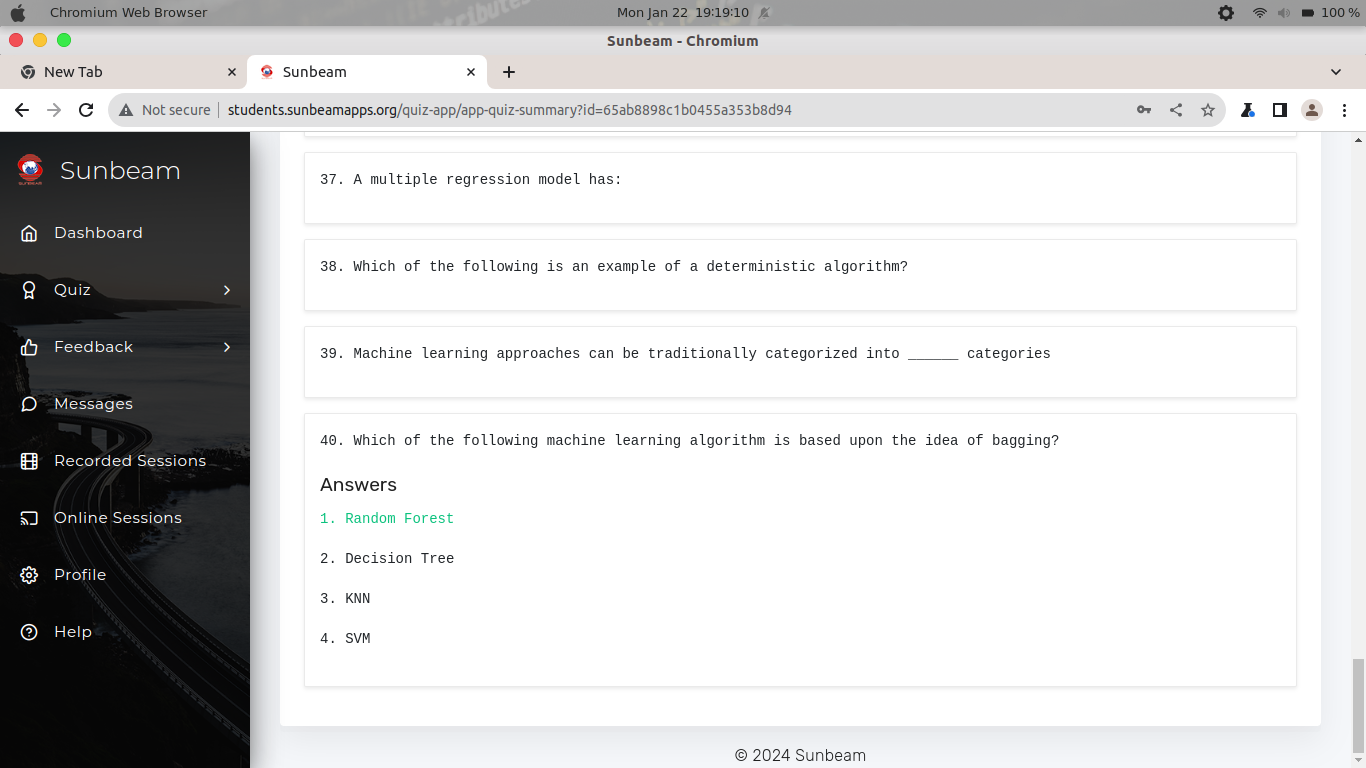 Chromium Web Browser
Mon Jan 22 19:19:10
100 %
Sunbeam - Chromium
New Tab
Sunbeam
Not secure
students.sunbeamapps.org/quiz-app/app-quiz-summary?id=65ab8898c1b0455a353b8d94
Sunbeam
Dashboard
Quiz
Feedback
Messages
Recorded Sessions
Online Sessions
Profile
Help
37. A multiple regression model has:
38. Which of the following is an example of a deterministic algorithm?
39. Machine learning approaches can be traditionally categorized into ______ categories
40. Which of the following machine learning algorithm is based upon the idea of bagging?
Answers
1. Random Forest
2. Decision Tree
3. KNN
4. SVM
© 2024 Sunbeam